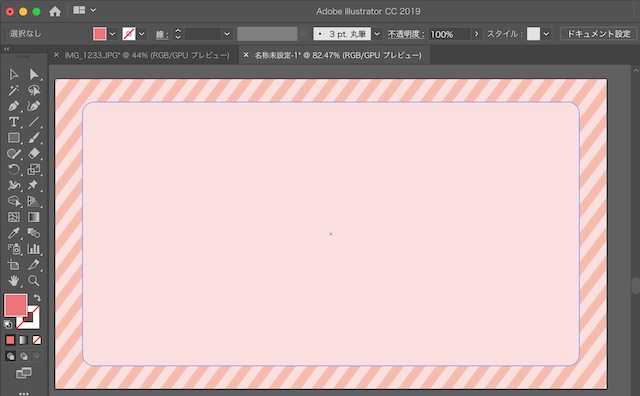 Adobe Illustrator CC 2019
選択なし 線 : 3 pt. 丸筆 不透明度 : 100% スタイル : ドキュメント設定
× IMG_1233.JPG* @ 44% (RGB/GPU プレビュー) × 名称未設定-1* @ 82.47% (RGB/GPU プレビュー)